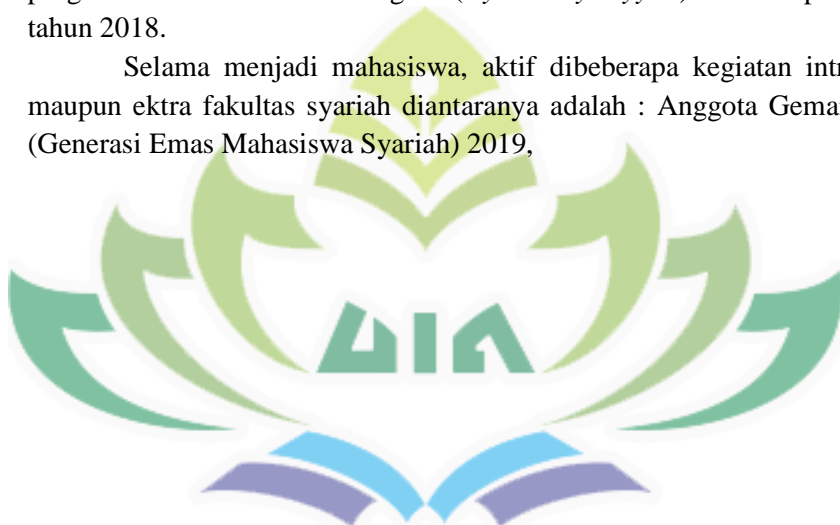 tahun 2018.
Selama menjadi mahasiswa, aktif dibeberapa kegiatan intr
maupun ektra fakultas syariah diantaranya adalah : Anggota Gema
(Generasi Emas Mahasiswa Syariah) 2019,
UIN